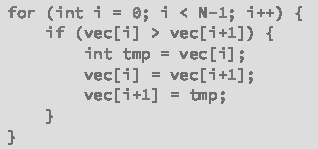 for (int i = 0; i < N-1; i++) {
    if (vec[i] > vec[i+1]) {
        int tmp = vec[i];
        vec[i] = vec[i+1];
        vec[i+1] = tmp;
    }
}